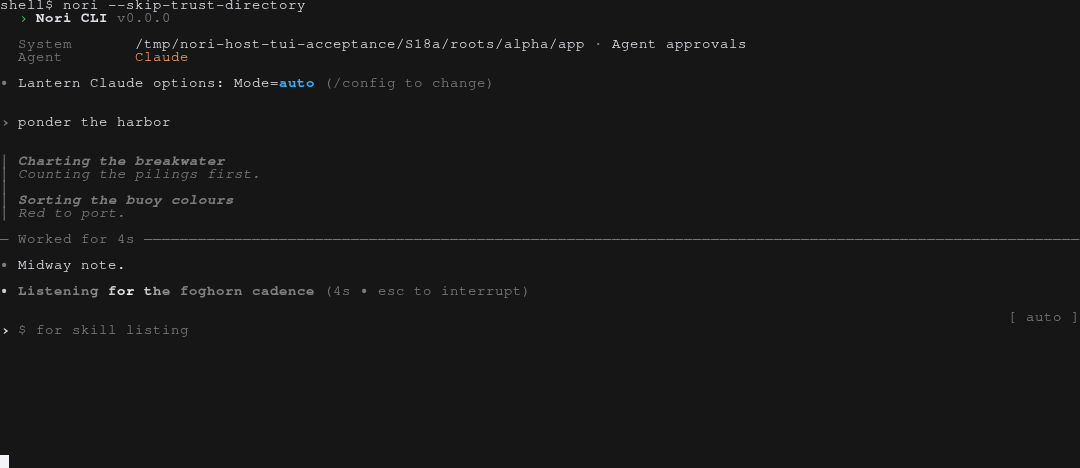 shell$ nori --skip-trust-directory
› Nori CLI v0.0.0
System /tmp/nori-host-tui-acceptance/S18a/roots/alpha/app · Agent approvals
Agent Claude
• Lantern Claude options: Mode=auto (/config to change)
› ponder the harbor
│ Charting the breakwater
│ Counting the pilings first.
│
│ Sorting the buoy colours
│ Red to port.
─ Worked for 4s ─────────────────────────────────────────────────────────
• Midway note.
• Listening for the foghorn cadence (4s • esc to interrupt)
[ auto ]
› $ for skill listing